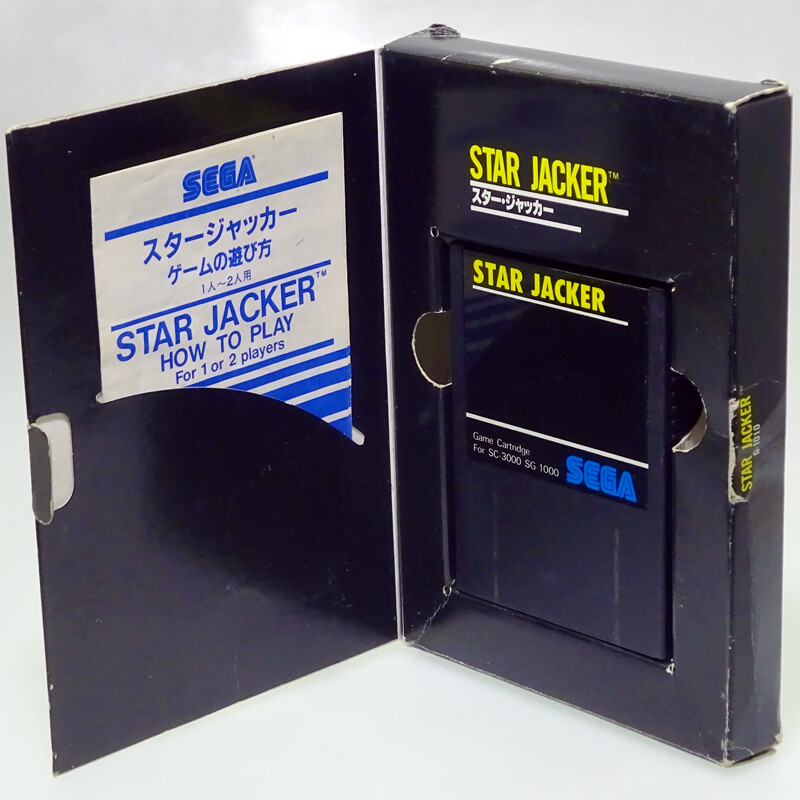 SEGA®
スタージャッカー
ゲームの遊び方
1人〜2人用
STAR JACKER™
HOW TO PLAY
For 1 or 2 players
STAR JACKER™
スター・ジャッカー
STAR JACKER
Game Cartridge
For SC-3000 SG-1000
SEGA
STAR JACKER
G-1010